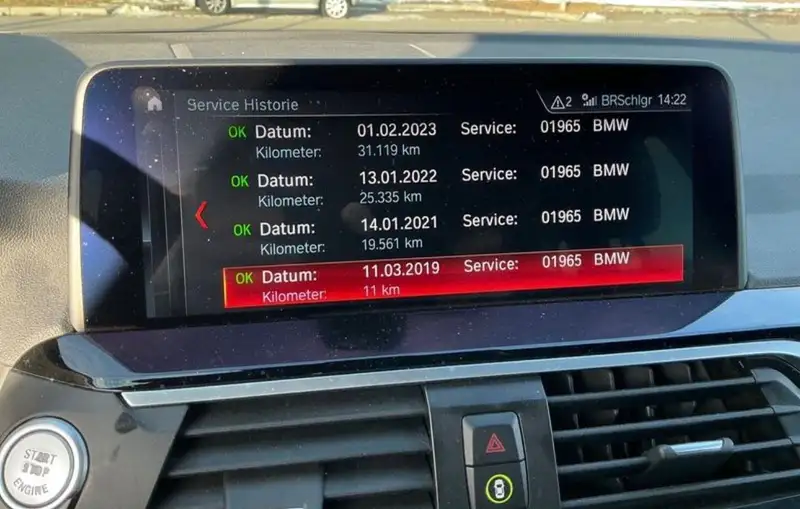 Service Historie
2 BRSchlgr 14:22
OK Datum: 01.02.2023 Service: 01965 BMW
Kilometer: 31.119 km
OK Datum: 13.01.2022 Service: 01965 BMW
Kilometer: 25.335 km
OK Datum: 14.01.2021 Service: 01965 BMW
Kilometer: 19.561 km
OK Datum: 11.03.2019 Service: 01965 BMW
Kilometer: 11 km
START
STOP
ENGINE